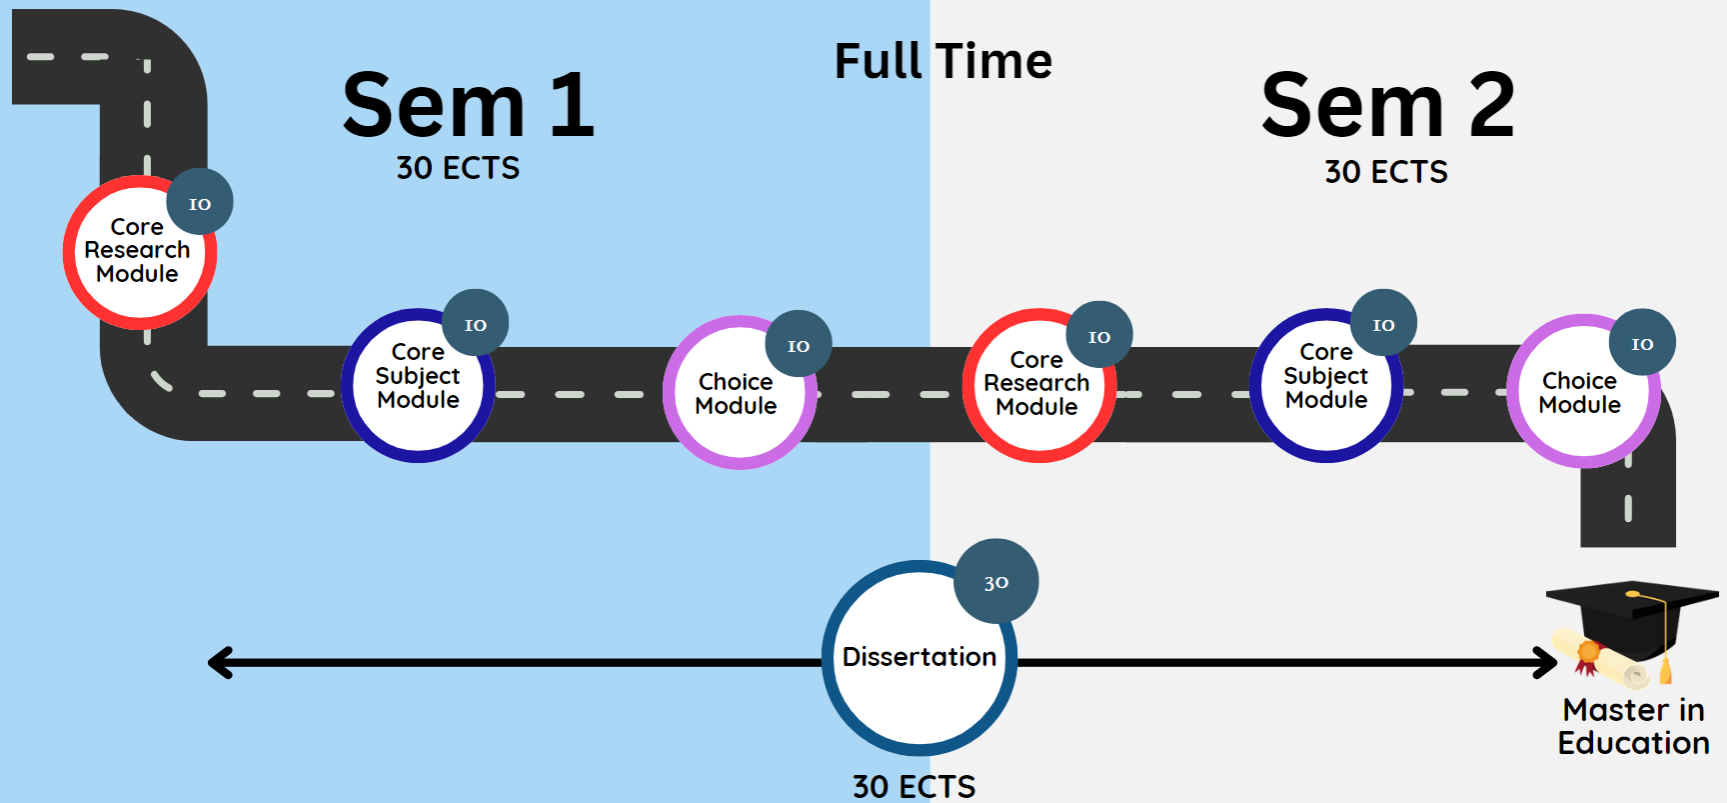 Full Time
Sem 1
30 ECTS
Sem 2
30 ECTS
10
Core
Research
Module
10
Core
Subject
Module
10
Choice
Module
10
Core
Research
Module
10
Core
Subject
Module
10
Choice
Module
30
Dissertation
30 ECTS
Master in
Education